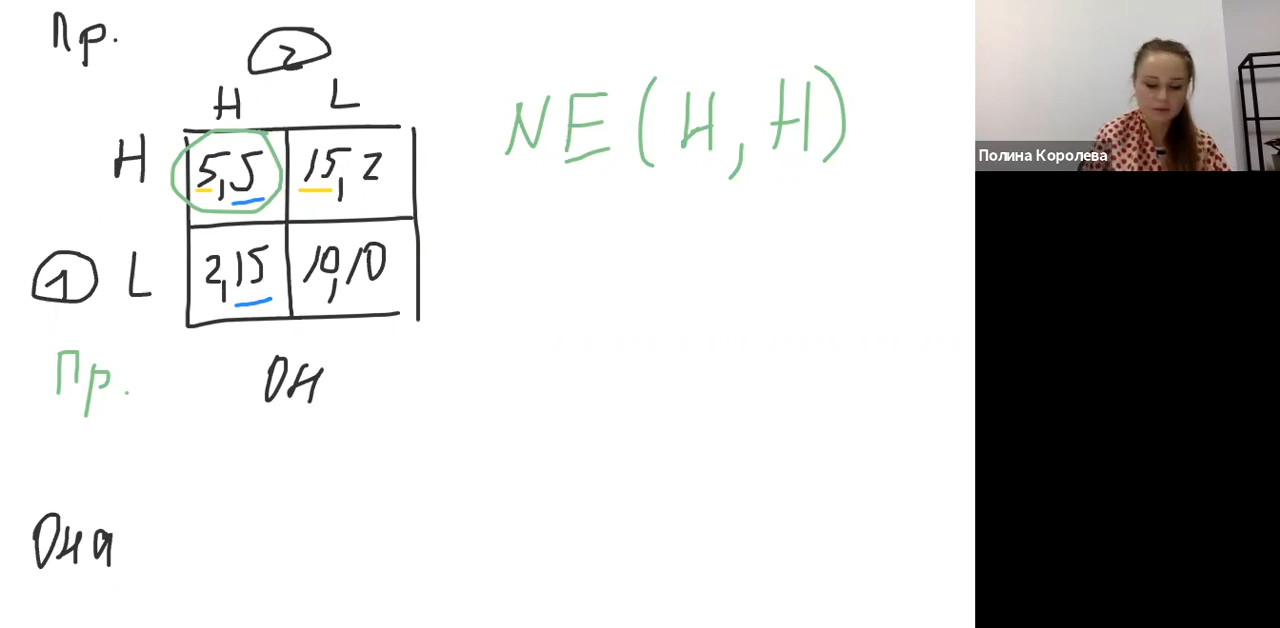 Пр.
2
H L
H 5,5 15,2 NE (H, H)
1 L 2,15 10,10
Пр. Он
Она
Полина Королева